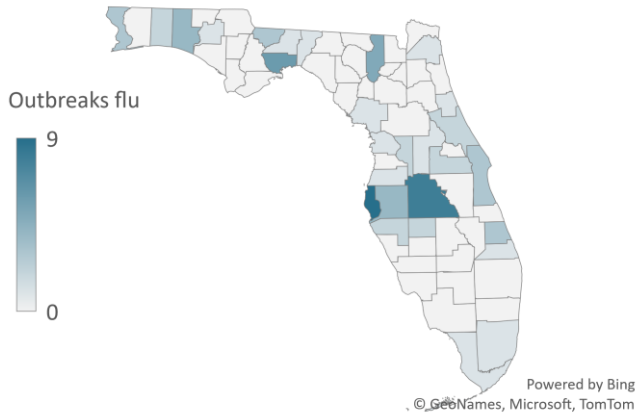 Outbreaks flu
9
0
Powered by Bing
© GeoNames, Microsoft, TomTom